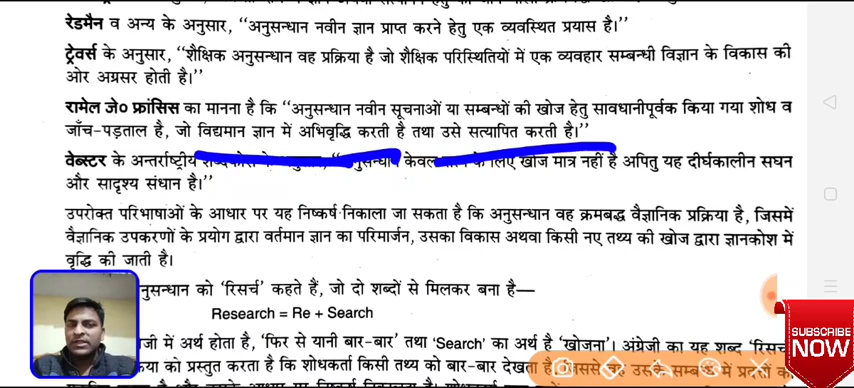 रेडमैन व अन्य के अनुसार, ‘‘अनुसन्धान नवीन ज्ञान प्राप्त करने हेतु एक व्यवस्थित प्रयास है।’’
ट्रेवर्स के अनुसार, ‘‘शैक्षिक अनुसन्धान वह प्रक्रिया है जो शैक्षिक परिस्थितियों में एक व्यवहार सम्बन्धी विज्ञान के विकास की
ओर अग्रसर होती है।’’
रामेल जे० फ्रांसिस का मानना है कि ‘‘अनुसन्धान नवीन सूचनाओं या सम्बन्धों की खोज हेतु सावधानीपूर्वक किया गया शोध व
जाँच-पड़ताल है, जो विद्यमान ज्ञान में अभिवृद्धि करती है तथा उसे सत्यापित करती है।’’
वेब्स्टर के अन्तर्राष्ट्रीय केवल के लिए खोज मात्र नहीं है अपितु यह दीर्घकालीन सघन
और सादृश्य संधान है।’’
उपरोक्त परिभाषाओं के आधार पर यह निष्कर्ष निकाला जा सकता है कि अनुसन्धान वह क्रमबद्ध वैज्ञानिक प्रक्रिया है, जिसमें
वैज्ञानिक उपकरणों के प्रयोग द्वारा वर्तमान ज्ञान का परिमार्जन, उसका विकास अथवा किसी नए तथ्य की खोज द्वारा ज्ञानकोश में
वृद्धि की जाती है।
नुसन्धान को ‘रिसर्च’ कहते हैं, जो दो शब्दों से मिलकर बना है—
Research = Re + Search
में अर्थ होता है, ‘फिर से यानी बार-बार’ तथा ‘Search’ का अर्थ है ‘खोजना’। अंग्रेजी का यह शब्द
को प्रस्तुत करता है कि शोधकर्ता किसी तथ्य को बार-बार देखता
SUBSCRIBE
NOW